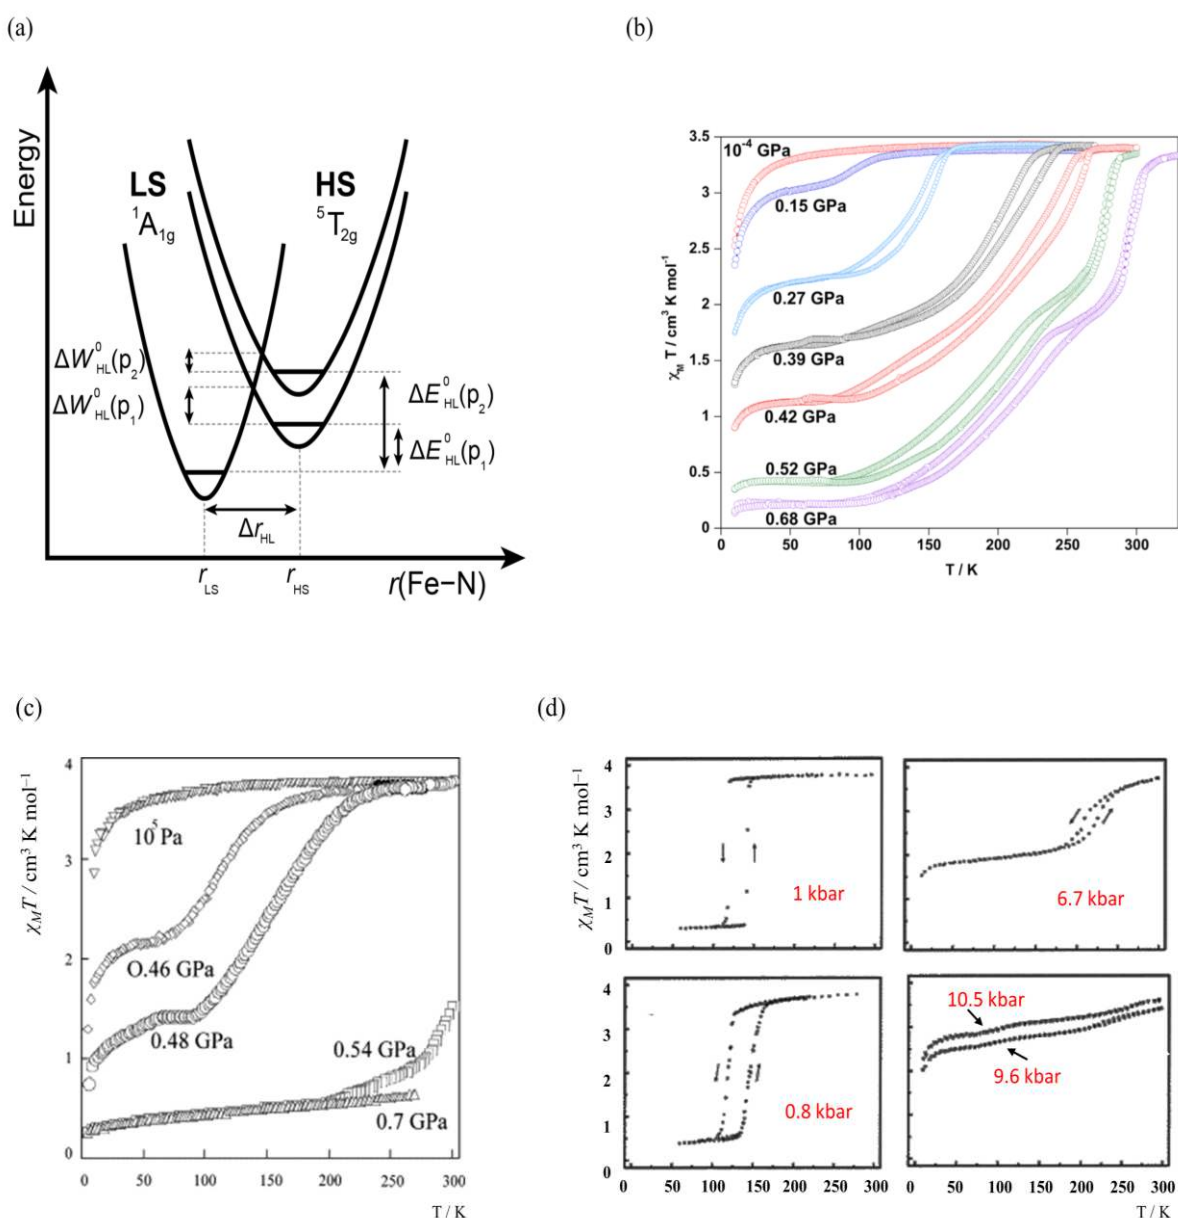 (a)
Energy
LS
¹A₁g
HS
⁵T₂g
ΔW⁰HL(p₂)
ΔW⁰HL(p₁)
ΔE⁰HL(p₂)
ΔE⁰HL(p₁)
ΔrHL
rLS
rHS
r(Fe−N)
(b)
χM T / cm³ K mol⁻¹
3.5
3
2.5
2
1.5
1
0.5
0
10⁻⁴ GPa
0.15 GPa
0.27 GPa
0.39 GPa
0.42 GPa
0.52 GPa
0.68 GPa
0 50 100 150 200 250 300
T / K
(c)
χMT / cm³ K mol⁻¹
4
3
2
1
0
10⁵ Pa
O.46 GPa
0.48 GPa
0.54 GPa
0.7 GPa
0 50 100 150 200 250 300
T / K
(d)
χMT / cm³ K mol⁻¹
4
3
2
1
0
1 kbar
6.7 kbar
4
3
2
1
0
0.8 kbar
10.5 kbar
9.6 kbar
0 50 100 150 200 250 300
0 50 100 150 200 250 300
T / K